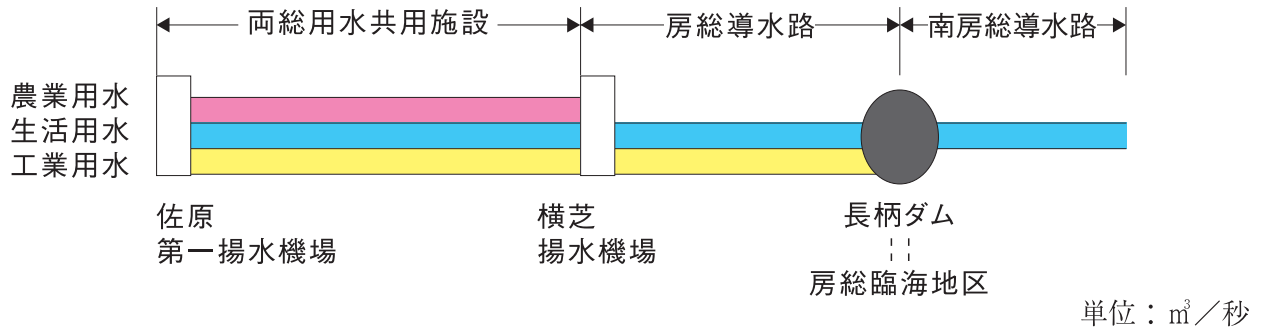 両総用水共用施設
房総導水路
南房総導水路
農業用水
生活用水
工業用水
佐原
第一揚水機場
横芝
揚水機場
長柄ダム
房総臨海地区
単位：㎥／秒